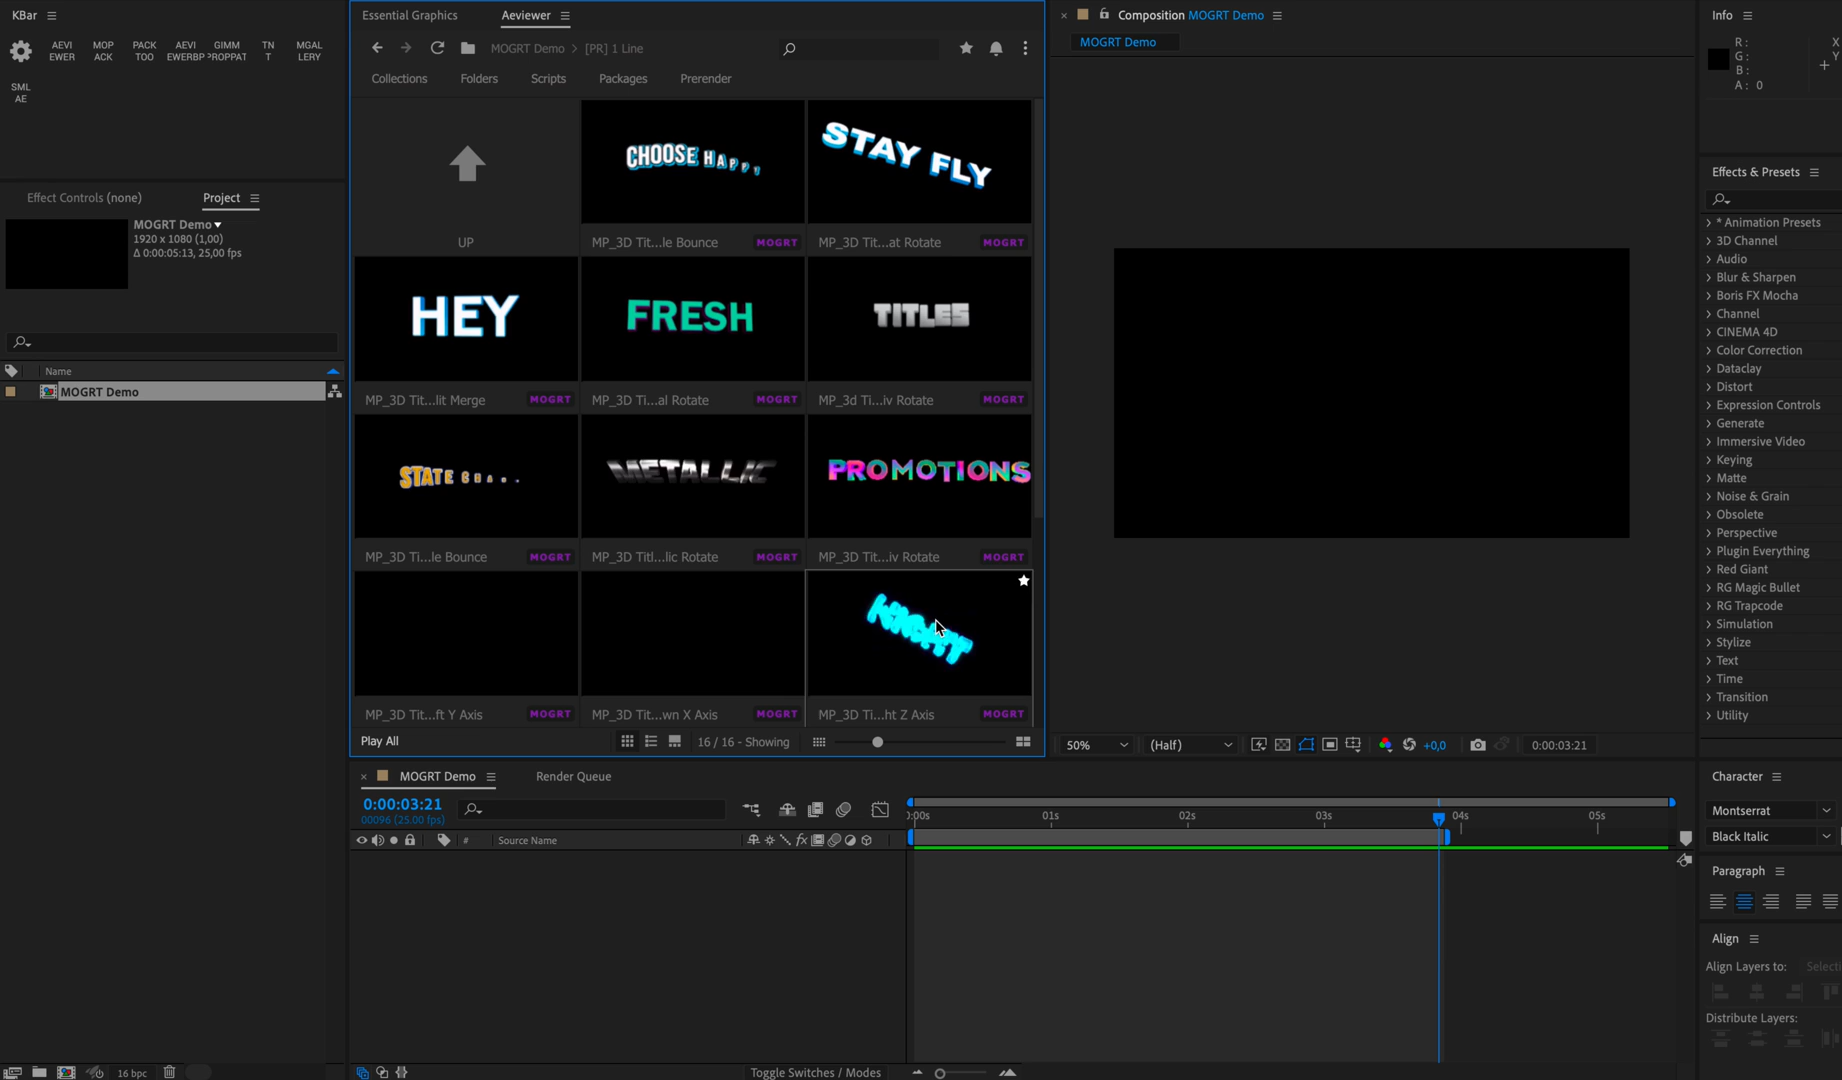 KBar
AEVI
EWER
MOP
ACK
PACK
TOO
AEVI
EWERBP
GIMM
PROPPAT
TN
T
MGAL
LERY
SML
AE
Effect Controls (none)
Project
MOGRT Demo
1920 x 1080 (1,00)
Δ 0:00:05:13, 25,00 fps
Name
MOGRT Demo
16 bpc
Essential Graphics
Aeviewer
MOGRT Demo > [PR] 1 Line
Collections
Folders
Scripts
Packages
Prerender
UP
CHOOSE HAPPY
MP_3D Tit...le Bounce MOGRT
STAY FLY
MP_3D Tit...at Rotate MOGRT
HEY
MP_3D Tit...lit Merge MOGRT
FRESH
MP_3D Ti...al Rotate MOGRT
TITLES
MP_3d Ti...iv Rotate MOGRT
STATE
MP_3D Ti...le Bounce MOGRT
METALLIC
MP_3D Titl...lic Rotate MOGRT
PROMOTIONS
MP_3D Tit...iv Rotate MOGRT
MP_3D Tit...ft Y Axis MOGRT
MP_3D Tit...wn X Axis MOGRT
MP_3D Ti...ht Z Axis MOGRT
Play All
16 / 16 - Showing
Composition MOGRT Demo
MOGRT Demo
50%
(Half)
+0,0
0:00:03:21
MOGRT Demo
Render Queue
0:00:03:21
00096 (25.00 fps)
# Source Name
):00s
01s
02s
03s
04s
05s
Toggle Switches / Modes
Info
R:
G:
B:
A: 0
X
Y
Effects & Presets
* Animation Presets
3D Channel
Audio
Blur & Sharpen
Boris FX Mocha
Channel
CINEMA 4D
Color Correction
Dataclay
Distort
Expression Controls
Generate
Immersive Video
Keying
Matte
Noise & Grain
Obsolete
Perspective
Plugin Everything
Red Giant
RG Magic Bullet
RG Trapcode
Simulation
Stylize
Text
Time
Transition
Utility
Character
Montserrat
Black Italic
Paragraph
Align
Align Layers to: Selecti
Distribute Layers: